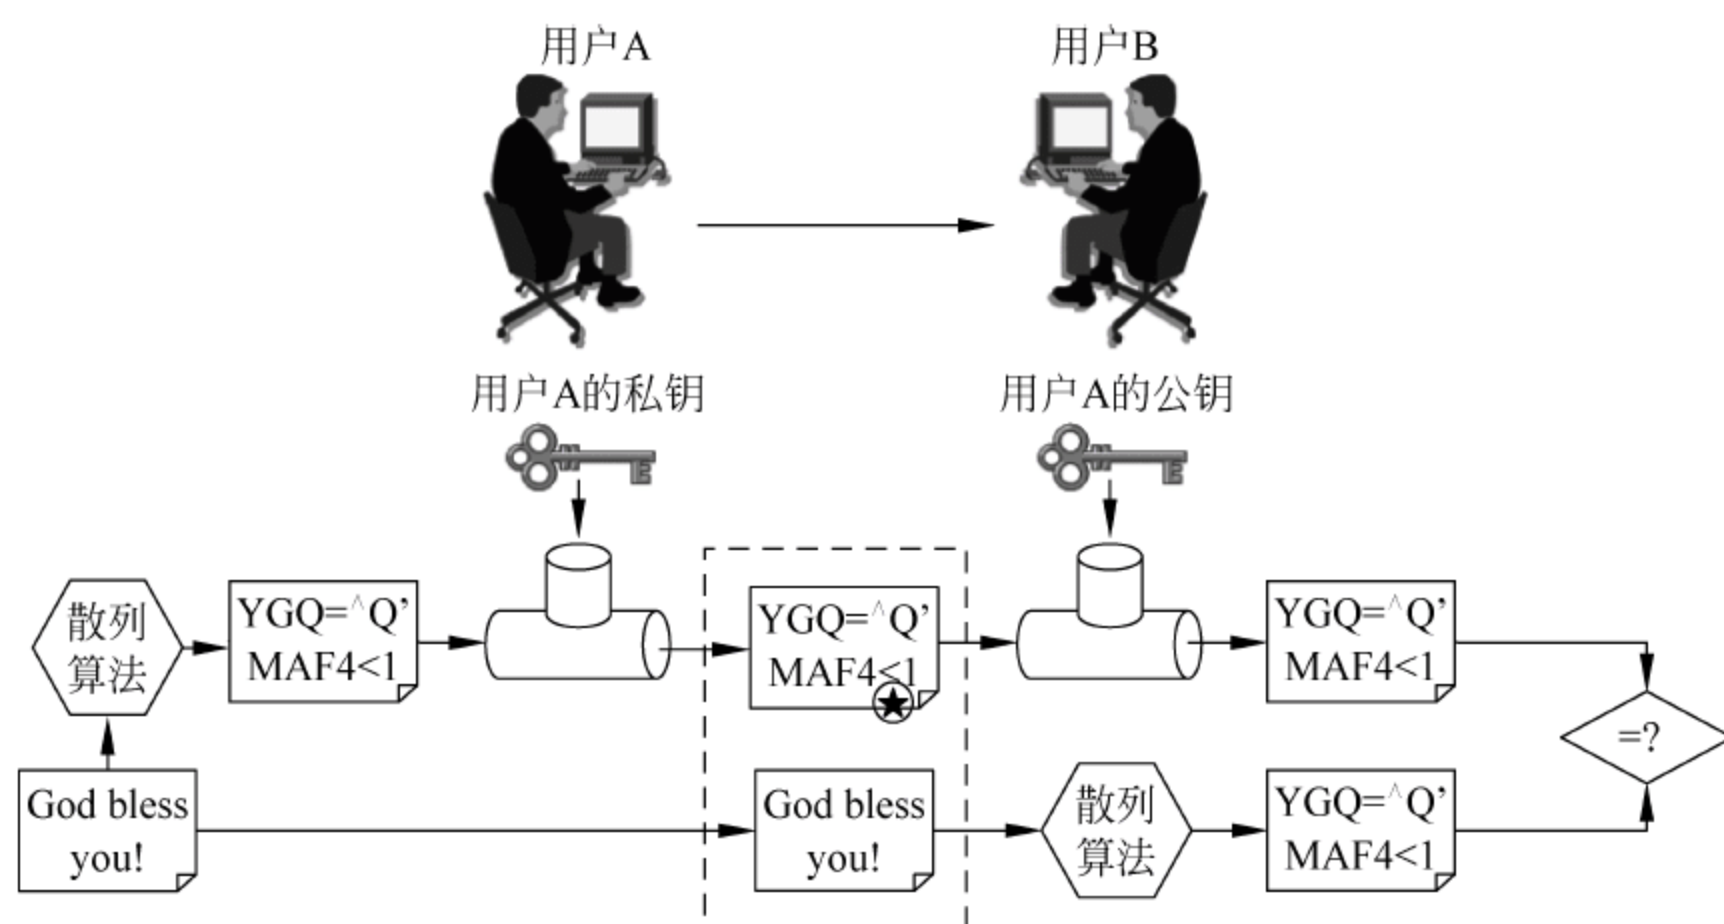 用户A
用户B
用户A的私钥
用户A的公钥
散列
算法
YGQ=^Q’
MAF4<1
YGQ=^Q’
MAF4<1
YGQ=^Q’
MAF4<1
=?
God bless
you!
God bless
you!
散列
算法
YGQ=^Q’
MAF4<1